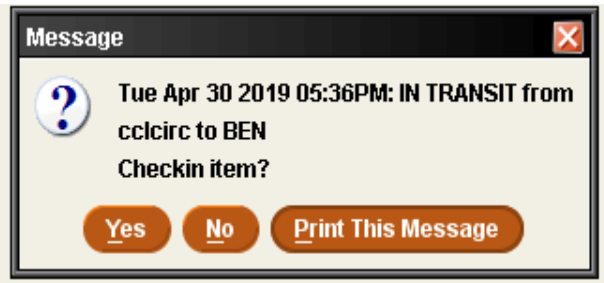 Message
Tue Apr 30 2019 05:36PM: IN TRANSIT from
cclcirc to BEN
Checkin item?
Yes No Print This Message